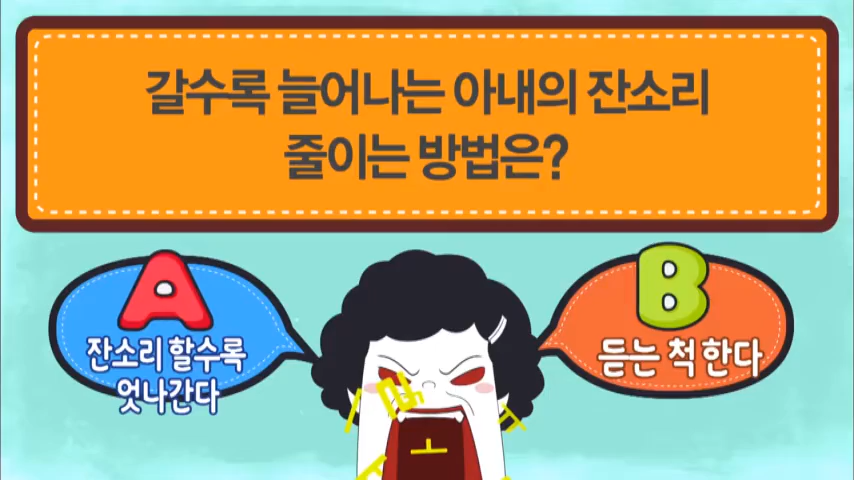 갈수록 늘어나는 아내의 잔소리
줄이는 방법은?
A
잔소리 할수록
엇나간다
B
듣는 척 한다